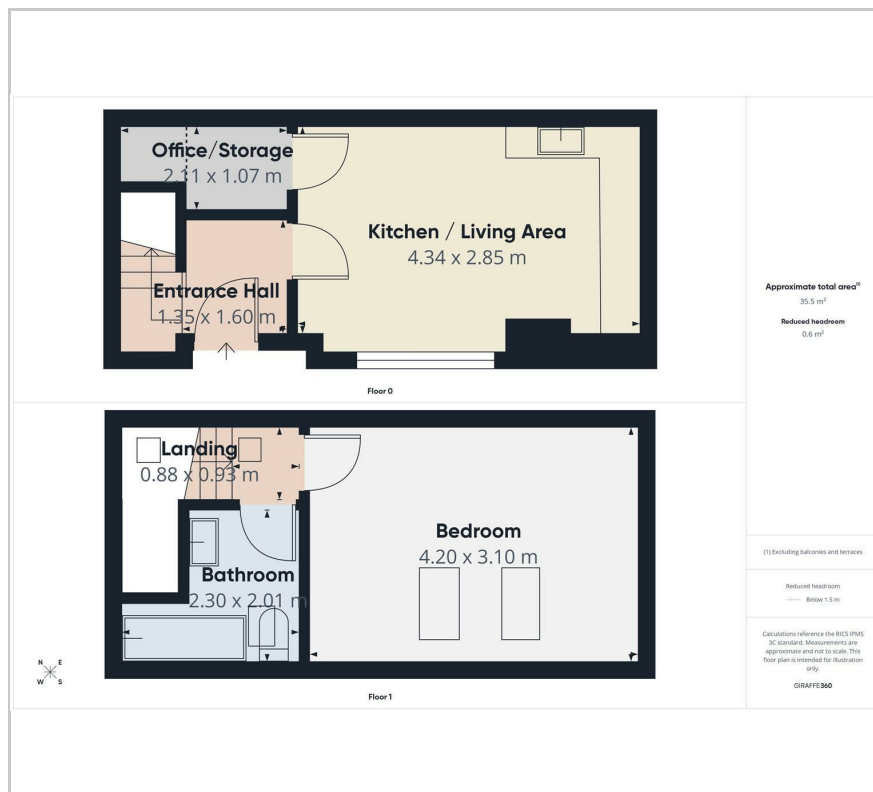 Office/Storage
2.11 x 1.07 m
Kitchen / Living Area
4.34 x 2.85 m
Entrance Hall
1.35 x 1.60 m
Floor 0
Landing
0.88 x 0.93 m
Bedroom
4.20 x 3.10 m
Bathroom
2.30 x 2.01 m
N E
W S
Floor 1
Approximate total area(1)
35.5 m²
Reduced headroom
0.6 m²
(1) Excluding balconies and terraces
Reduced headroom
Below 1.5 m
Calculations reference the RICS IPMS
3C standard. Measurements are
approximate and not to scale. This
floor plan is intended for illustration
only.
GIRAFFE360